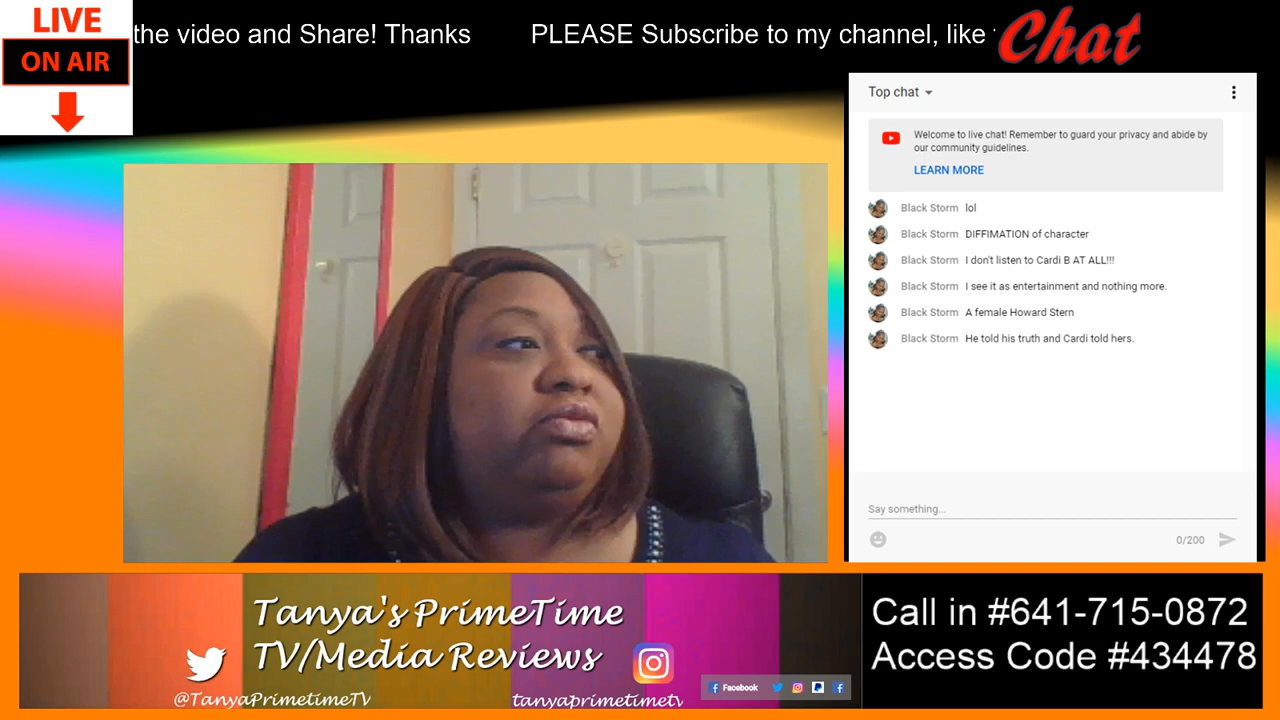 LIVE
ON AIR
the video and Share! Thanks PLEASE Subscribe to my channel, like
Chat
Top chat
Welcome to live chat! Remember to guard your privacy and abide by
our community guidelines.
LEARN MORE
Black Storm lol
Black Storm DIFFIMATION of character
Black Storm I don't listen to Cardi B AT ALL!!!
Black Storm I see it as entertainment and nothing more.
Black Storm A female Howard Stern
Black Storm He told his truth and Cardi told hers.
Say something...
0/200
Tanya's PrimeTime
TV/Media Reviews
@TanyaPrimetimeTV
tanyaprimetimetv
Facebook
Call in #641-715-0872
Access Code #434478